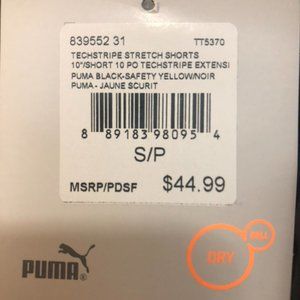 839552 31 TT5370
TECHSTRIPE STRETCH SHORTS
10"/SHORT 10 PO TECHSTRIPE EXTENSI
PUMA BLACK-SAFETY YELLOW/NOIR
PUMA - JAUNE SCURIT
8 89183 98095 4
S/P
MSRP/PDSF $44.99
PUMA
DRY